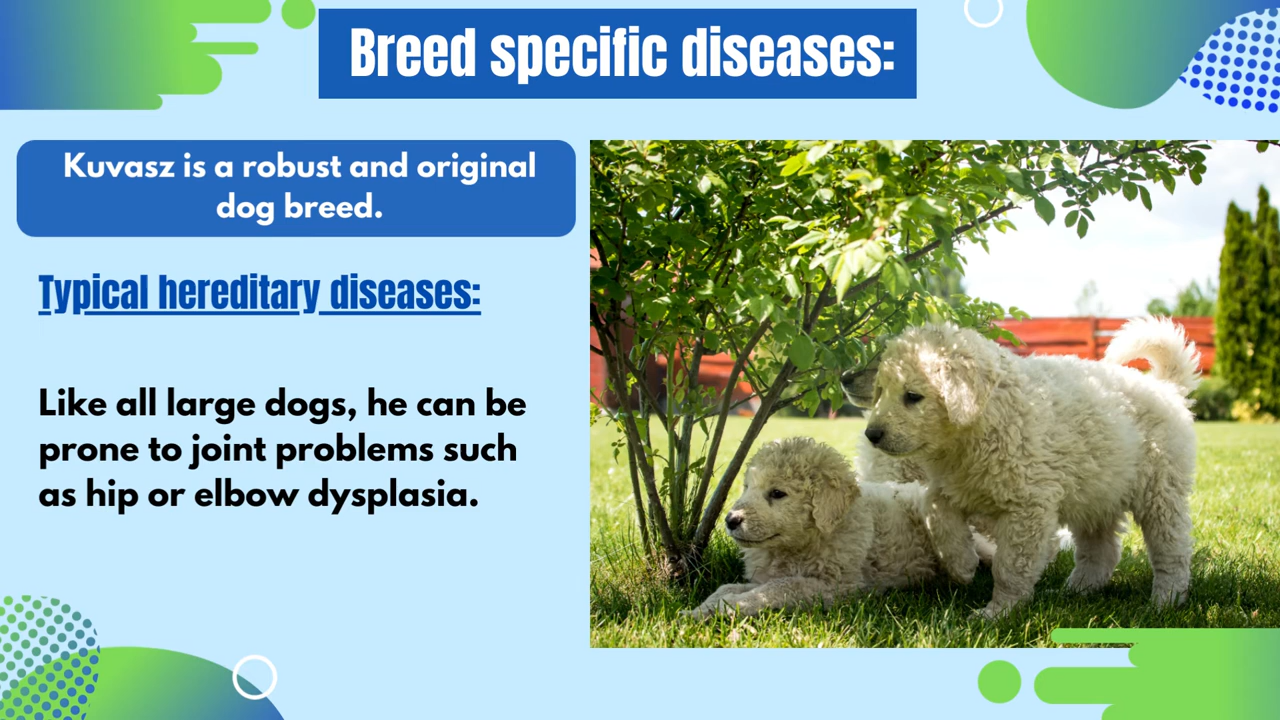 Breed specific diseases:
Kuvasz is a robust and original
dog breed.
Typical hereditary diseases:
Like all large dogs, he can be
prone to joint problems such
as hip or elbow dysplasia.